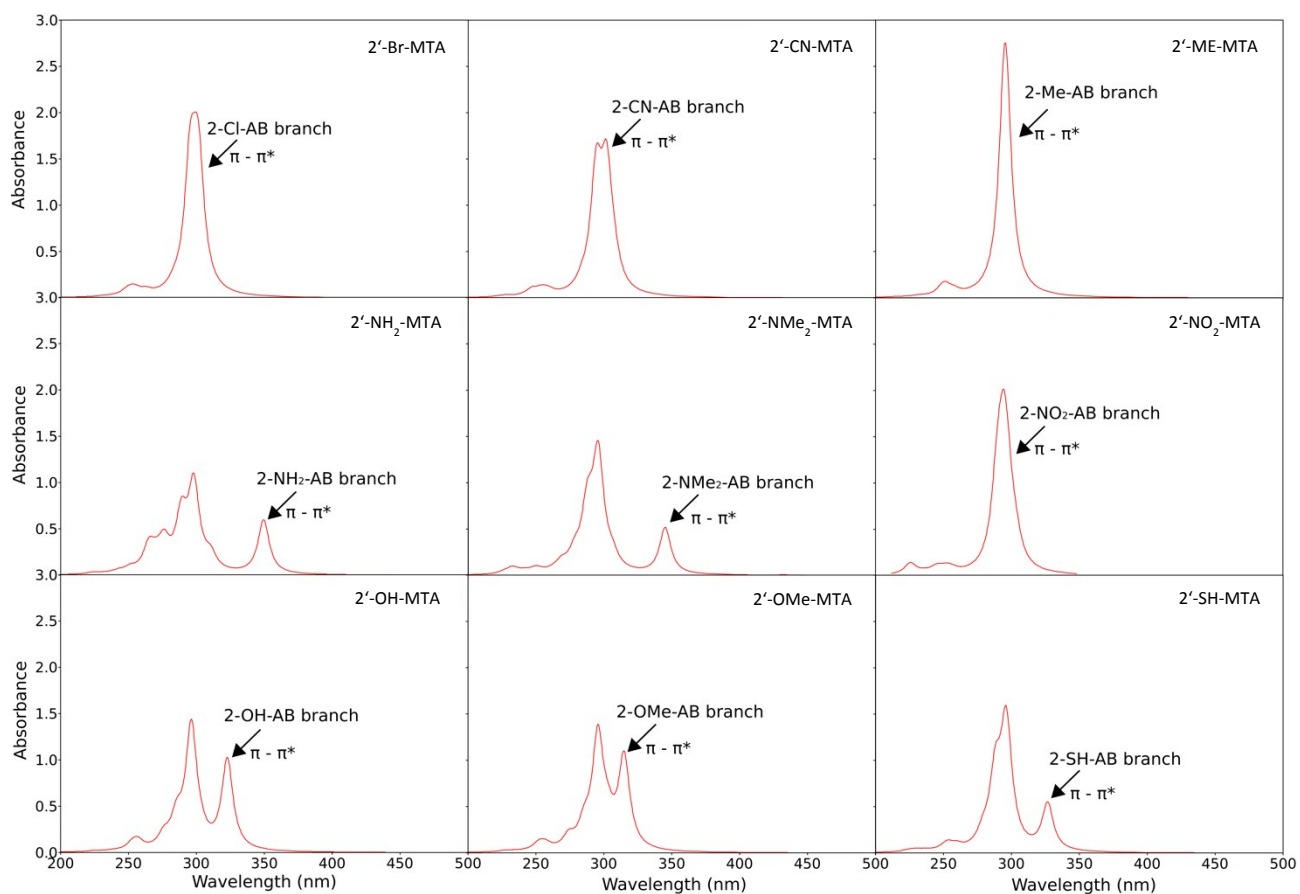 3.0
2.5
2.0
1.5
1.0
0.5
Absorbance
2‘-Br-MTA
2-Cl-AB branch
π - π*
2‘-CN-MTA
2-CN-AB branch
π - π*
2‘-ME-MTA
2-Me-AB branch
π - π*
3.0
2.5
2.0
1.5
1.0
0.5
Absorbance
2‘-NH₂-MTA
2-NH₂-AB branch
π - π*
2‘-NMe₂-MTA
2-NMe₂-AB branch
π - π*
2‘-NO₂-MTA
2-NO₂-AB branch
π - π*
3.0
2.5
2.0
1.5
1.0
0.5
0.0
Absorbance
2‘-OH-MTA
2-OH-AB branch
π - π*
2‘-OMe-MTA
2-OMe-AB branch
π - π*
2‘-SH-MTA
2-SH-AB branch
π - π*
200 250 300 350 400 450 500 250 300 350 400 450 500 250 300 350 400 450 500
Wavelength (nm) Wavelength (nm) Wavelength (nm)